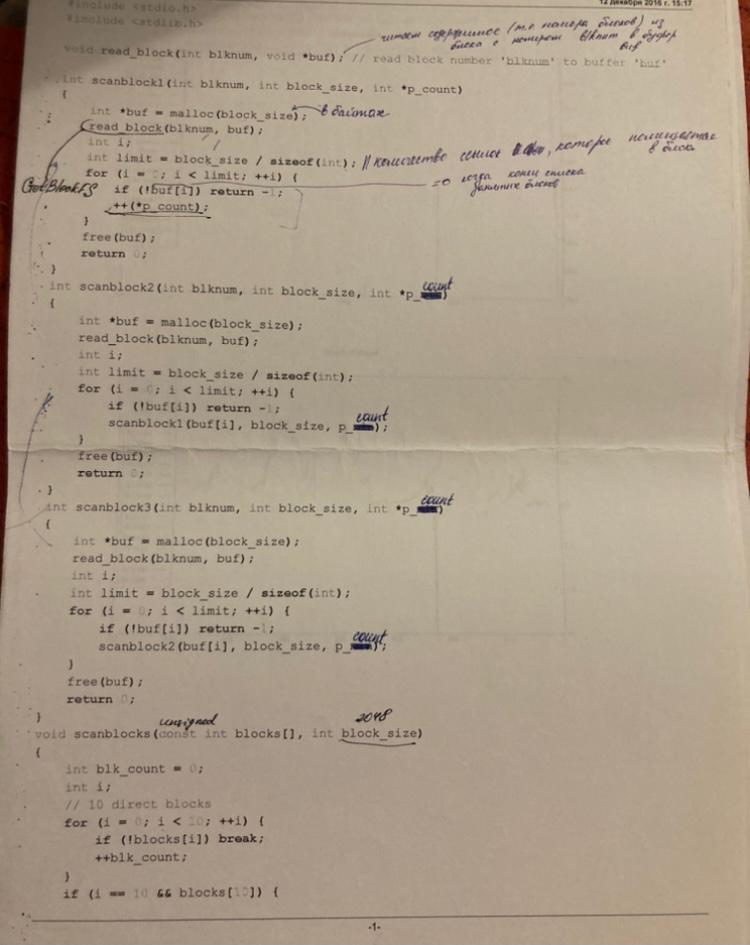 12 декабря 2016 г. 15:17
#include <stdio.h>
#include <stdlib.h>
читаем содержимое (т.е. набора блоков) из
блока с номером blknum в буфер
buf
void read_block(int blknum, void *buf); // read block number 'blknum' to buffer 'buf'
int scanblock1(int blknum, int block_size, int *p_count)
{
int *buf = malloc(block_size); в байтах
read_block(blknum, buf);
int i;
int limit = block_size / sizeof(int); // количество ссылок, которое помещается
в блок
for (i = 0; i < limit; ++i) {
if (!buf[i]) return -1; =0 когда конец списка
занятых блоков
++(*p_count);
}
free(buf);
return 0;
}
int scanblock2(int blknum, int block_size, int *p_count)
{
int *buf = malloc(block_size);
read_block(blknum, buf);
int i;
int limit = block_size / sizeof(int);
for (i = 0; i < limit; ++i) {
if (!buf[i]) return -1;
scanblock1(buf[i], block_size, p_count);
}
free(buf);
return 0;
}
int scanblock3(int blknum, int block_size, int *p_count)
{
int *buf = malloc(block_size);
read_block(blknum, buf);
int i;
int limit = block_size / sizeof(int);
for (i = 0; i < limit; ++i) {
if (!buf[i]) return -1;
scanblock2(buf[i], block_size, p_count);
}
free(buf);
return 0;
}
unsigned 2048
void scanblocks(const int blocks[], int block_size)
{
int blk_count = 0;
int i;
// 10 direct blocks
for (i = 0; i < 10; ++i) {
if (!blocks[i]) break;
++blk_count;
}
if (i == 10 && blocks[10]) {
-1-